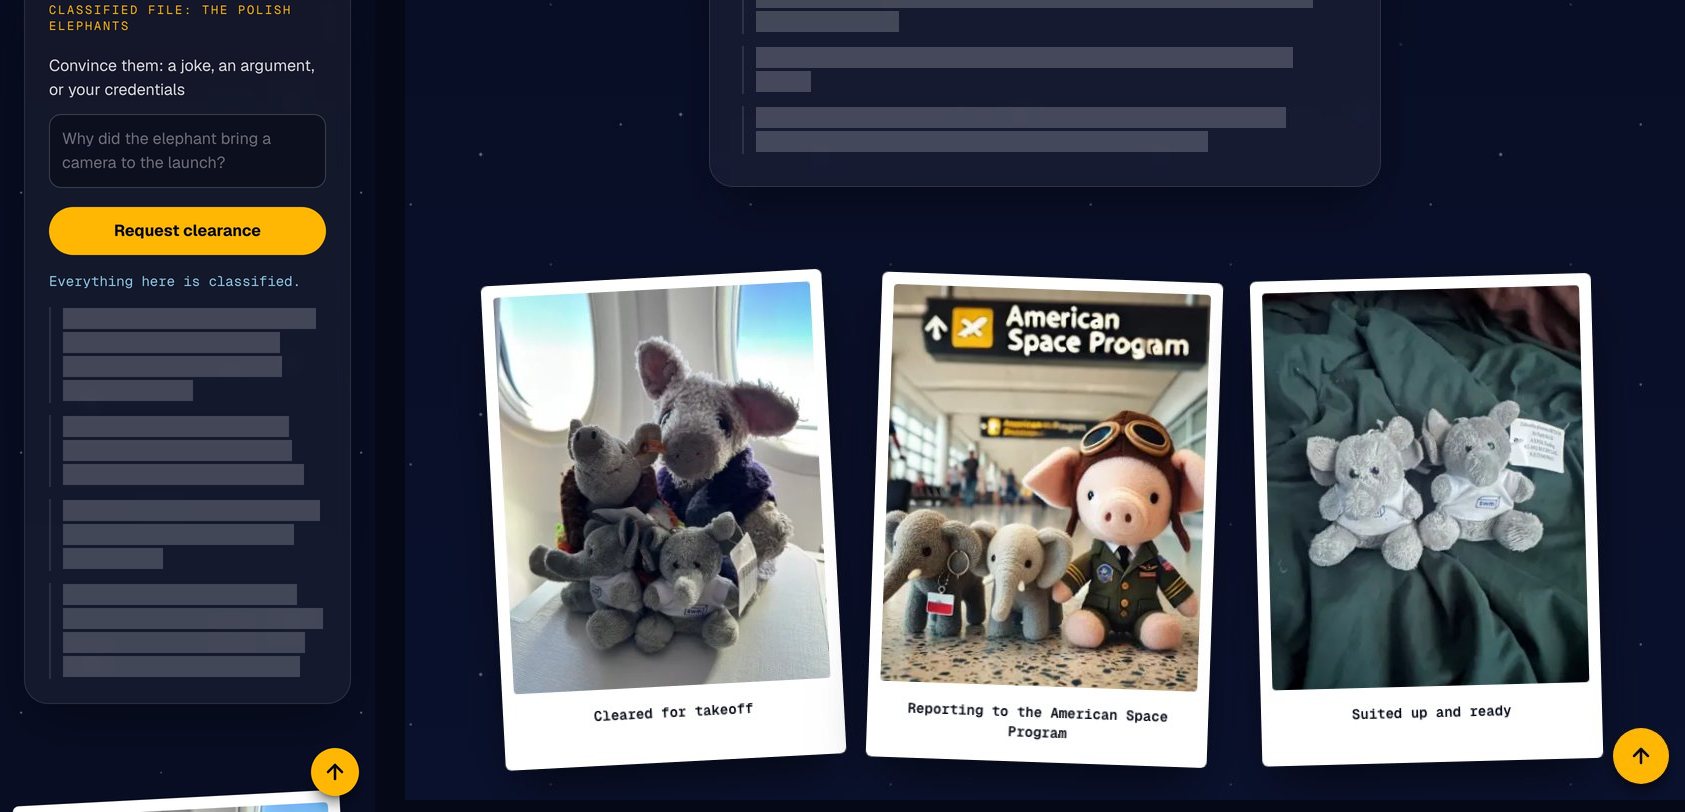 CLASSIFIED FILE: THE POLISH
ELEPHANTS
Convince them: a joke, an argument,
or your credentials
Why did the elephant bring a
camera to the launch?
Request clearance
Everything here is classified.
American
Space Program
swm
swm
Cleared for takeoff
Reporting to the American Space
Program
Suited up and ready